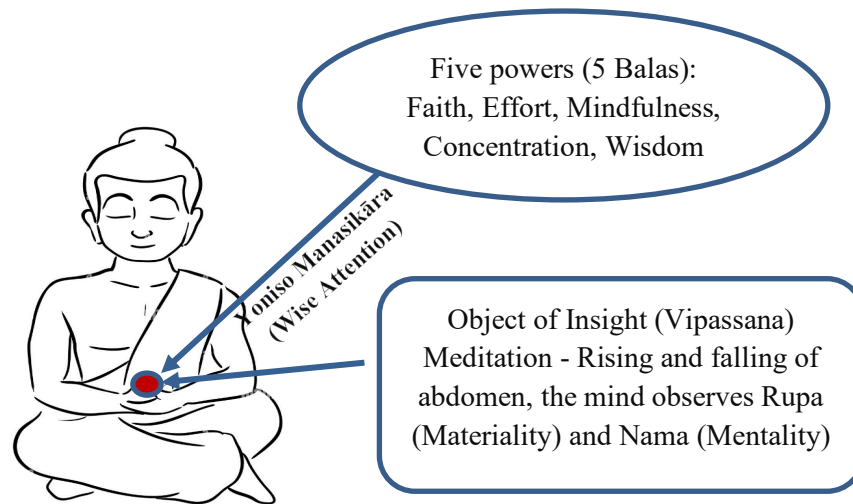 Five powers (5 Balas):
Faith, Effort, Mindfulness,
Concentration, Wisdom
Yoniso Manasikāra
(Wise Attention)
Object of Insight (Vipassana)
Meditation - Rising and falling of
abdomen, the mind observes Rupa
(Materiality) and Nama (Mentality)